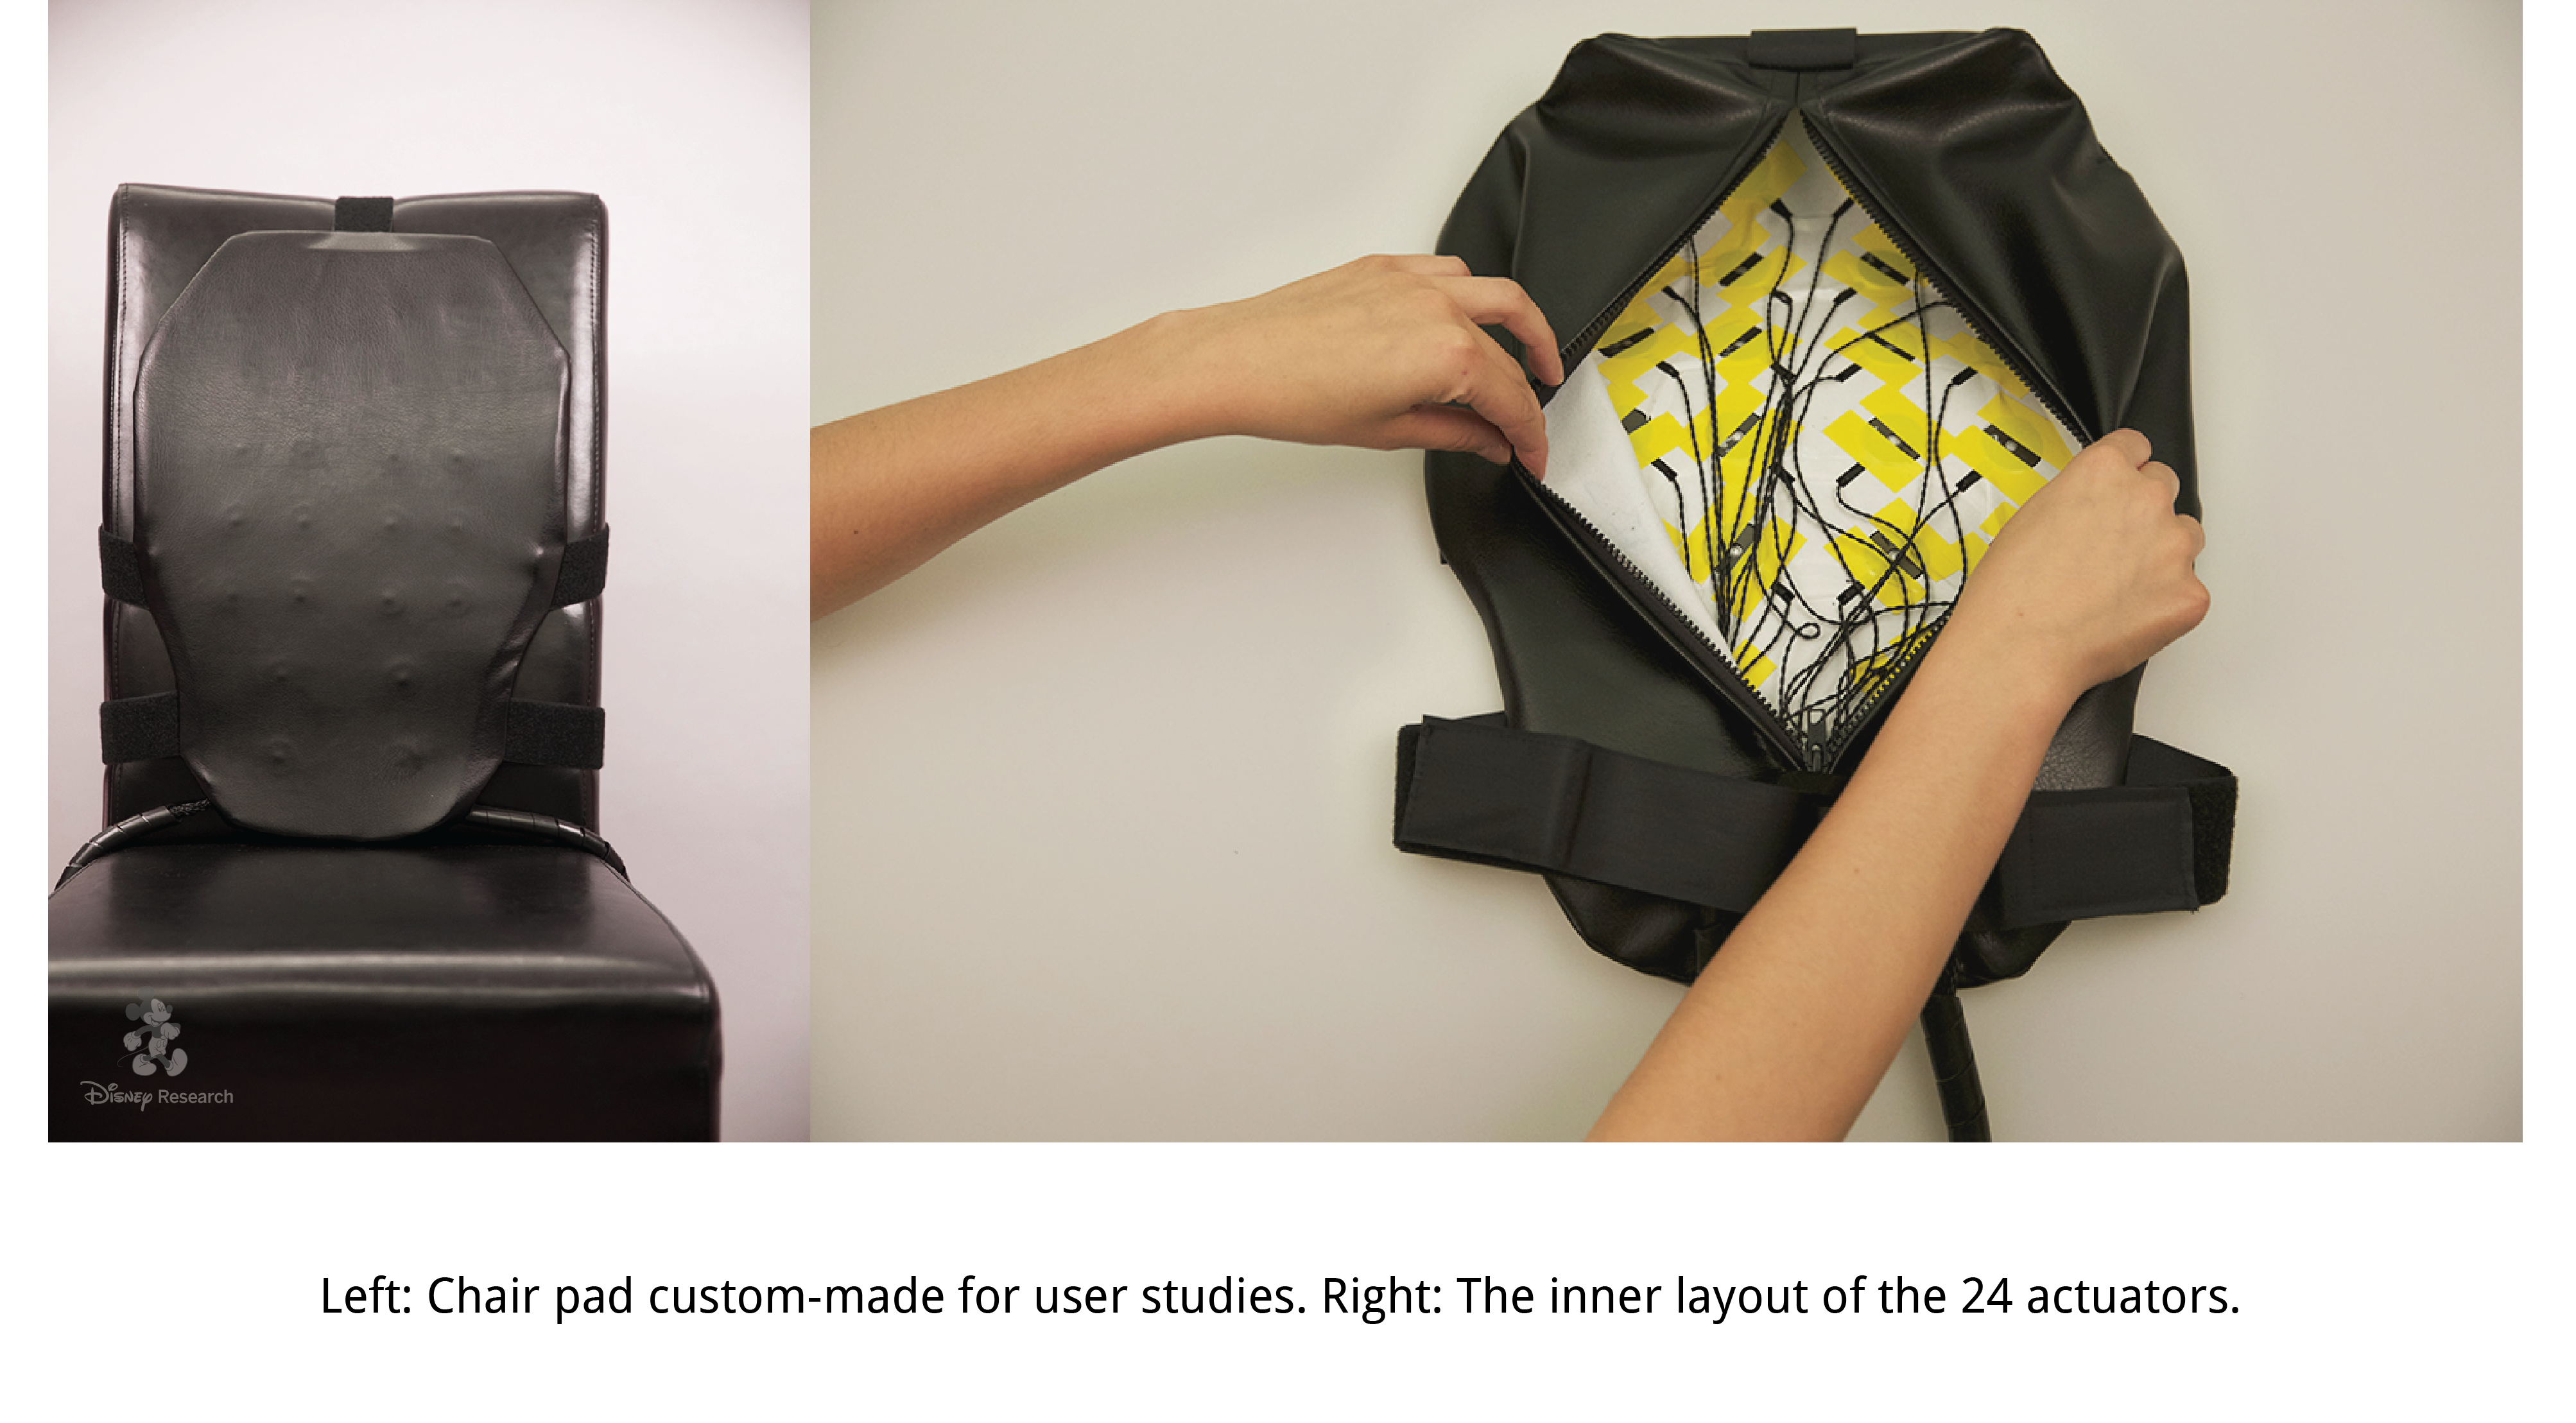 Disney Research
Left: Chair pad custom-made for user studies. Right: The inner layout of the 24 actuators.